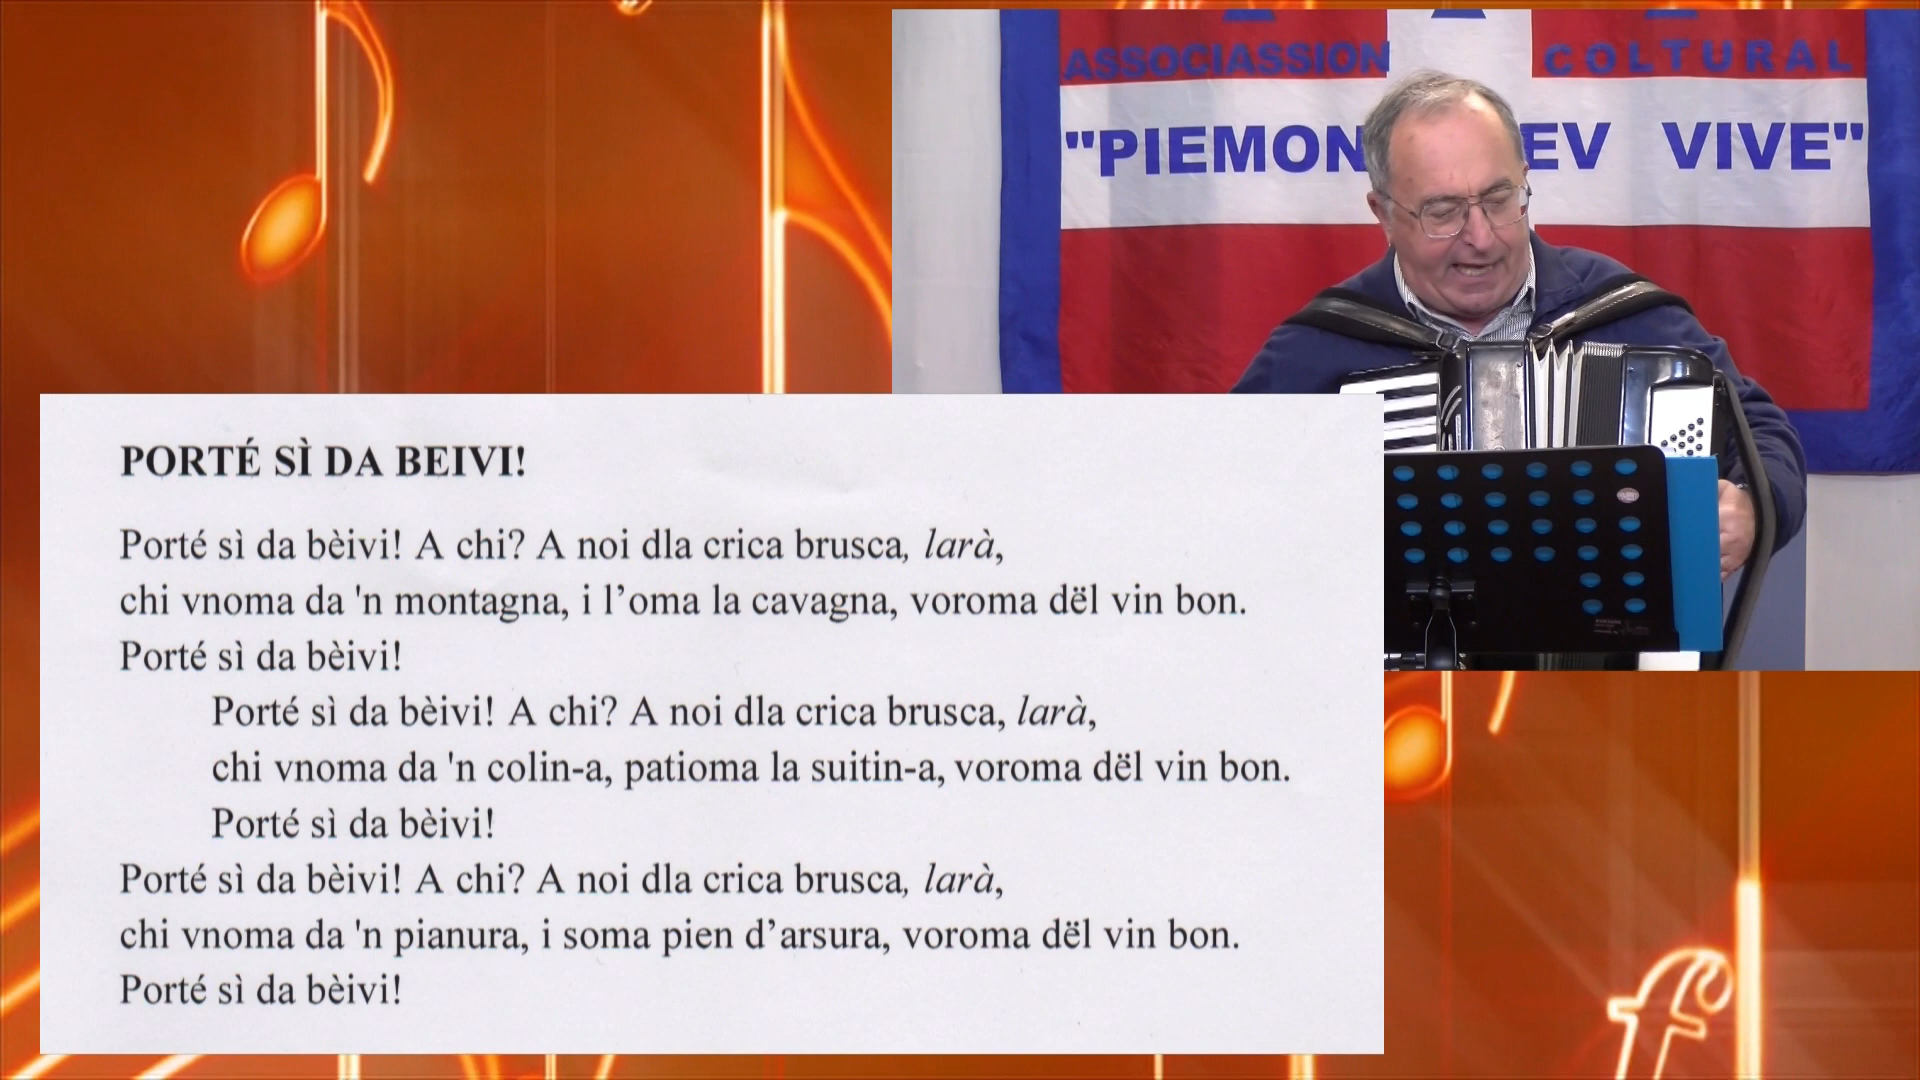 ASSOCIASSION COLTURAL
"PIEMON EV VIVE"
PORTÉ SÌ DA BEIVI!
Porté sì da bèivi! A chi? A noi dla crica brusca, larà,
chi vnoma da 'n montagna, i l’oma la cavagna, voroma dël vin bon.
Porté sì da bèivi!
Porté sì da bèivi! A chi? A noi dla crica brusca, larà,
chi vnoma da 'n colin-a, patioma la suitin-a, voroma dël vin bon.
Porté sì da bèivi!
Porté sì da bèivi! A chi? A noi dla crica brusca, larà,
chi vnoma da 'n pianura, i soma pien d’arsura, voroma dël vin bon.
Porté sì da bèivi!